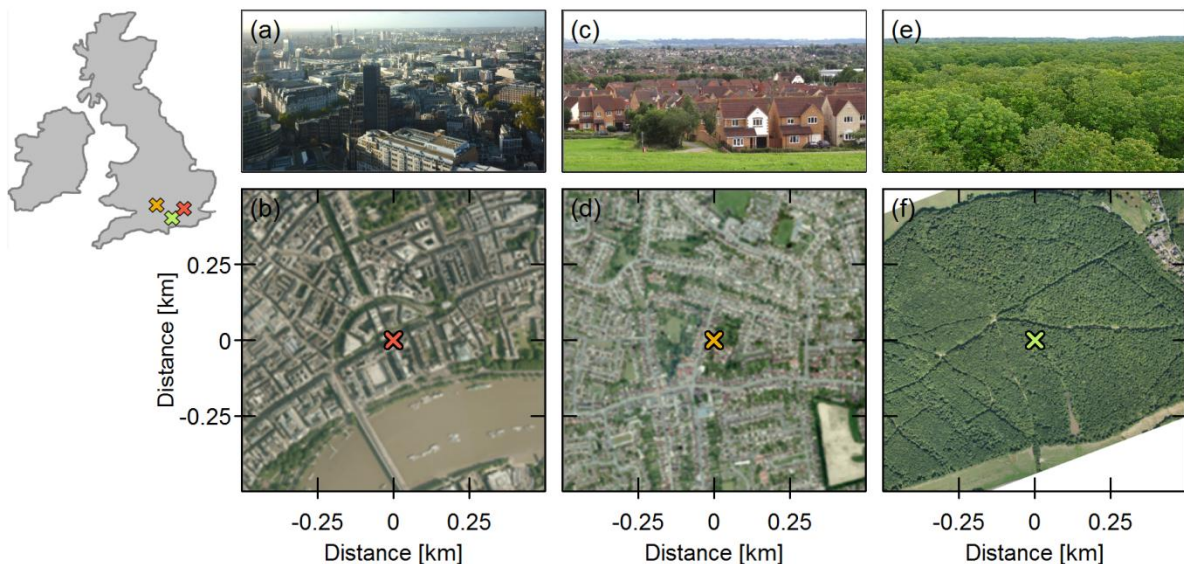 (a)
(c)
(e)
(b)
(d)
(f)
Distance [km]
0.25
0
-0.25
-0.25 0 0.25
-0.25 0 0.25
-0.25 0 0.25
Distance [km]
Distance [km]
Distance [km]